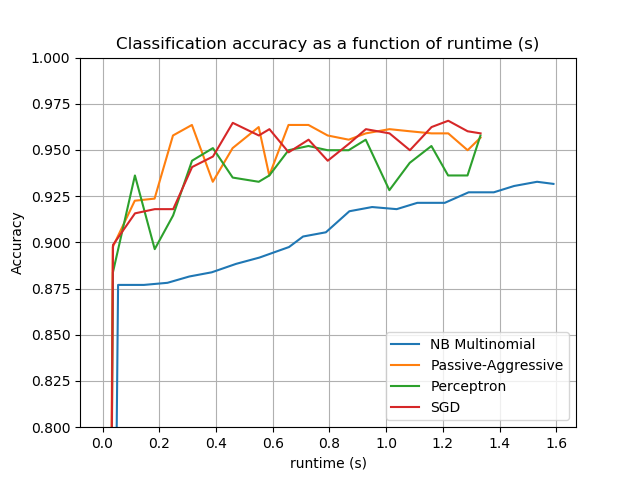 Classification accuracy as a function of runtime (s)
1.000
0.975
0.950
0.925
0.900
0.875
0.850
0.825
0.800
Accuracy
0.0 0.2 0.4 0.6 0.8 1.0 1.2 1.4 1.6
runtime (s)
NB Multinomial
Passive-Aggressive
Perceptron
SGD